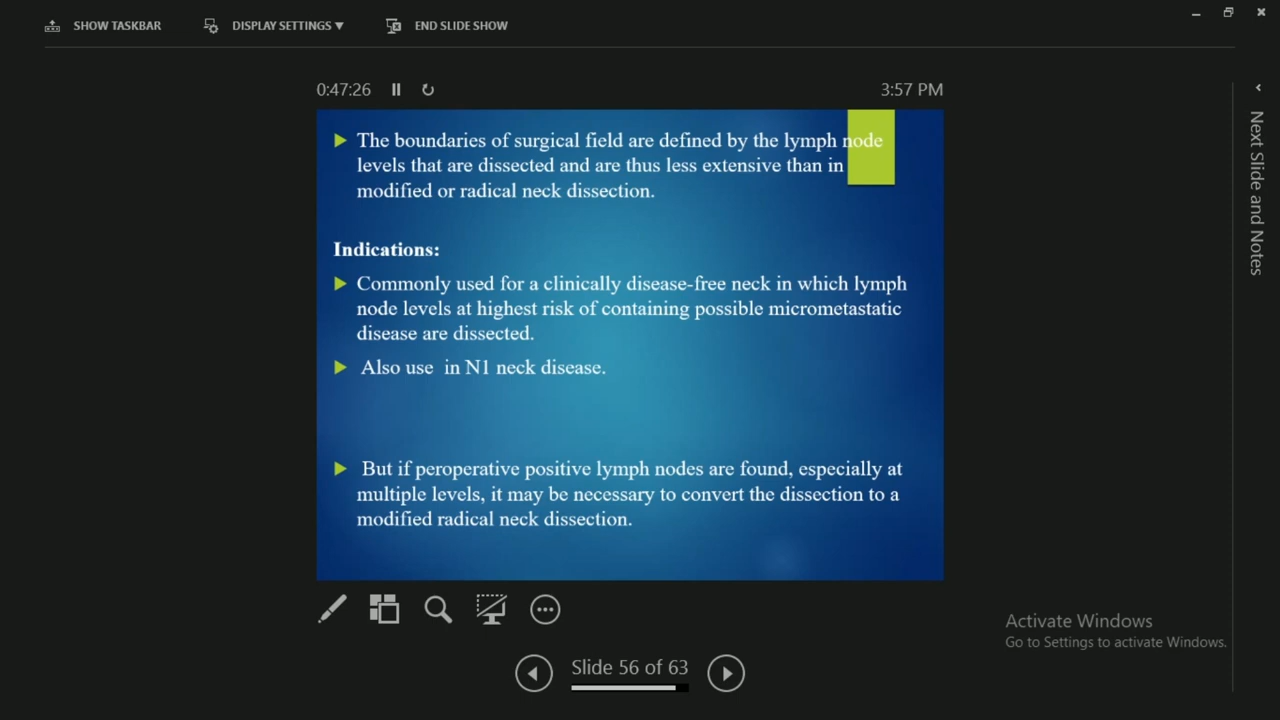 SHOW TASKBAR DISPLAY SETTINGS ▼ END SLIDE SHOW
0:47:26 3:57 PM
The boundaries of surgical field are defined by the lymph node
levels that are dissected and are thus less extensive than in
modified or radical neck dissection.
Indications:
Commonly used for a clinically disease-free neck in which lymph
node levels at highest risk of containing possible micrometastatic
disease are dissected.
Also use in N1 neck disease.
But if peroperative positive lymph nodes are found, especially at
multiple levels, it may be necessary to convert the dissection to a
modified radical neck dissection.
Slide 56 of 63
Next Slide and Notes
Activate Windows
Go to Settings to activate Windows.